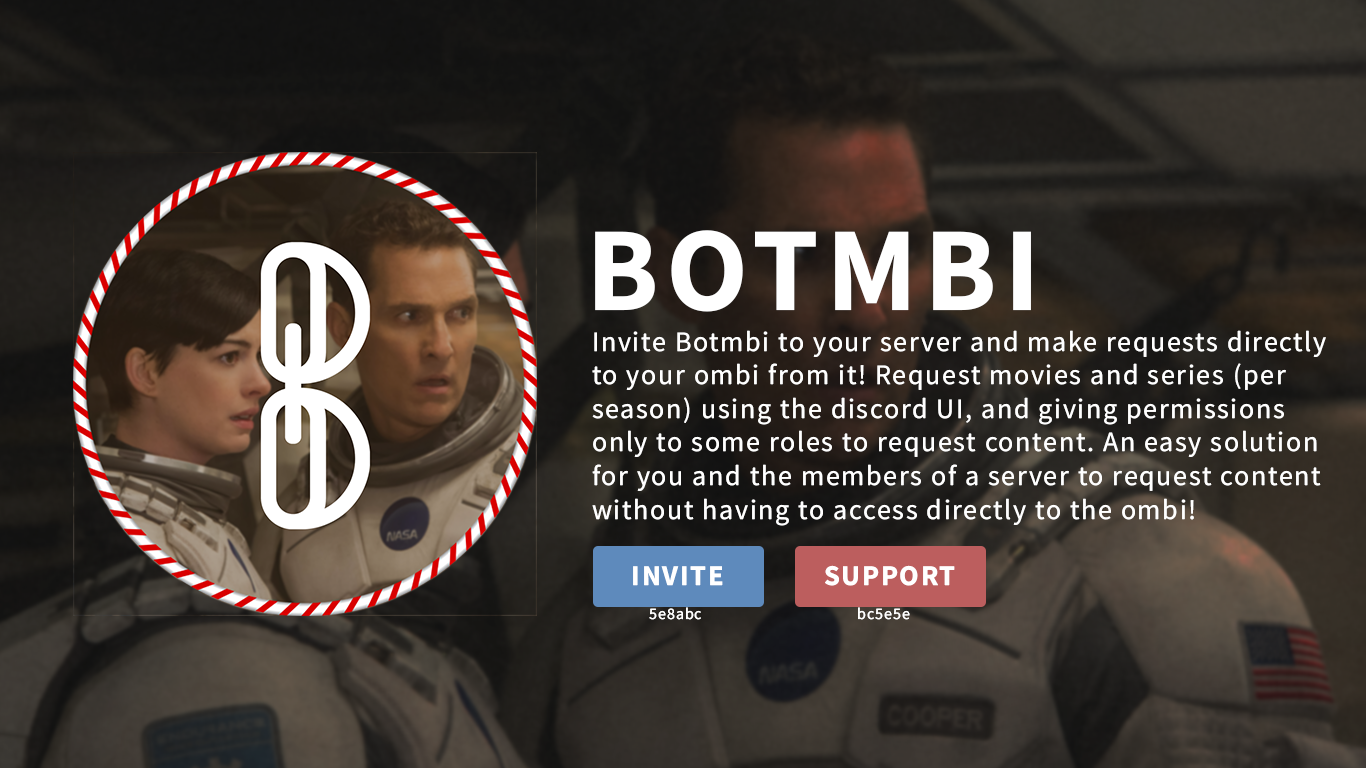 BOTMBI
Invite Botmbi to your server and make requests directly
to your ombi from it! Request movies and series (per
season) using the discord UI, and giving permissions
only to some roles to request content. An easy solution
for you and the members of a server to request content
without having to access directly to the ombi!
INVITE
SUPPORT
5e8abc
bc5e5e
NASA
NASA
COOPER